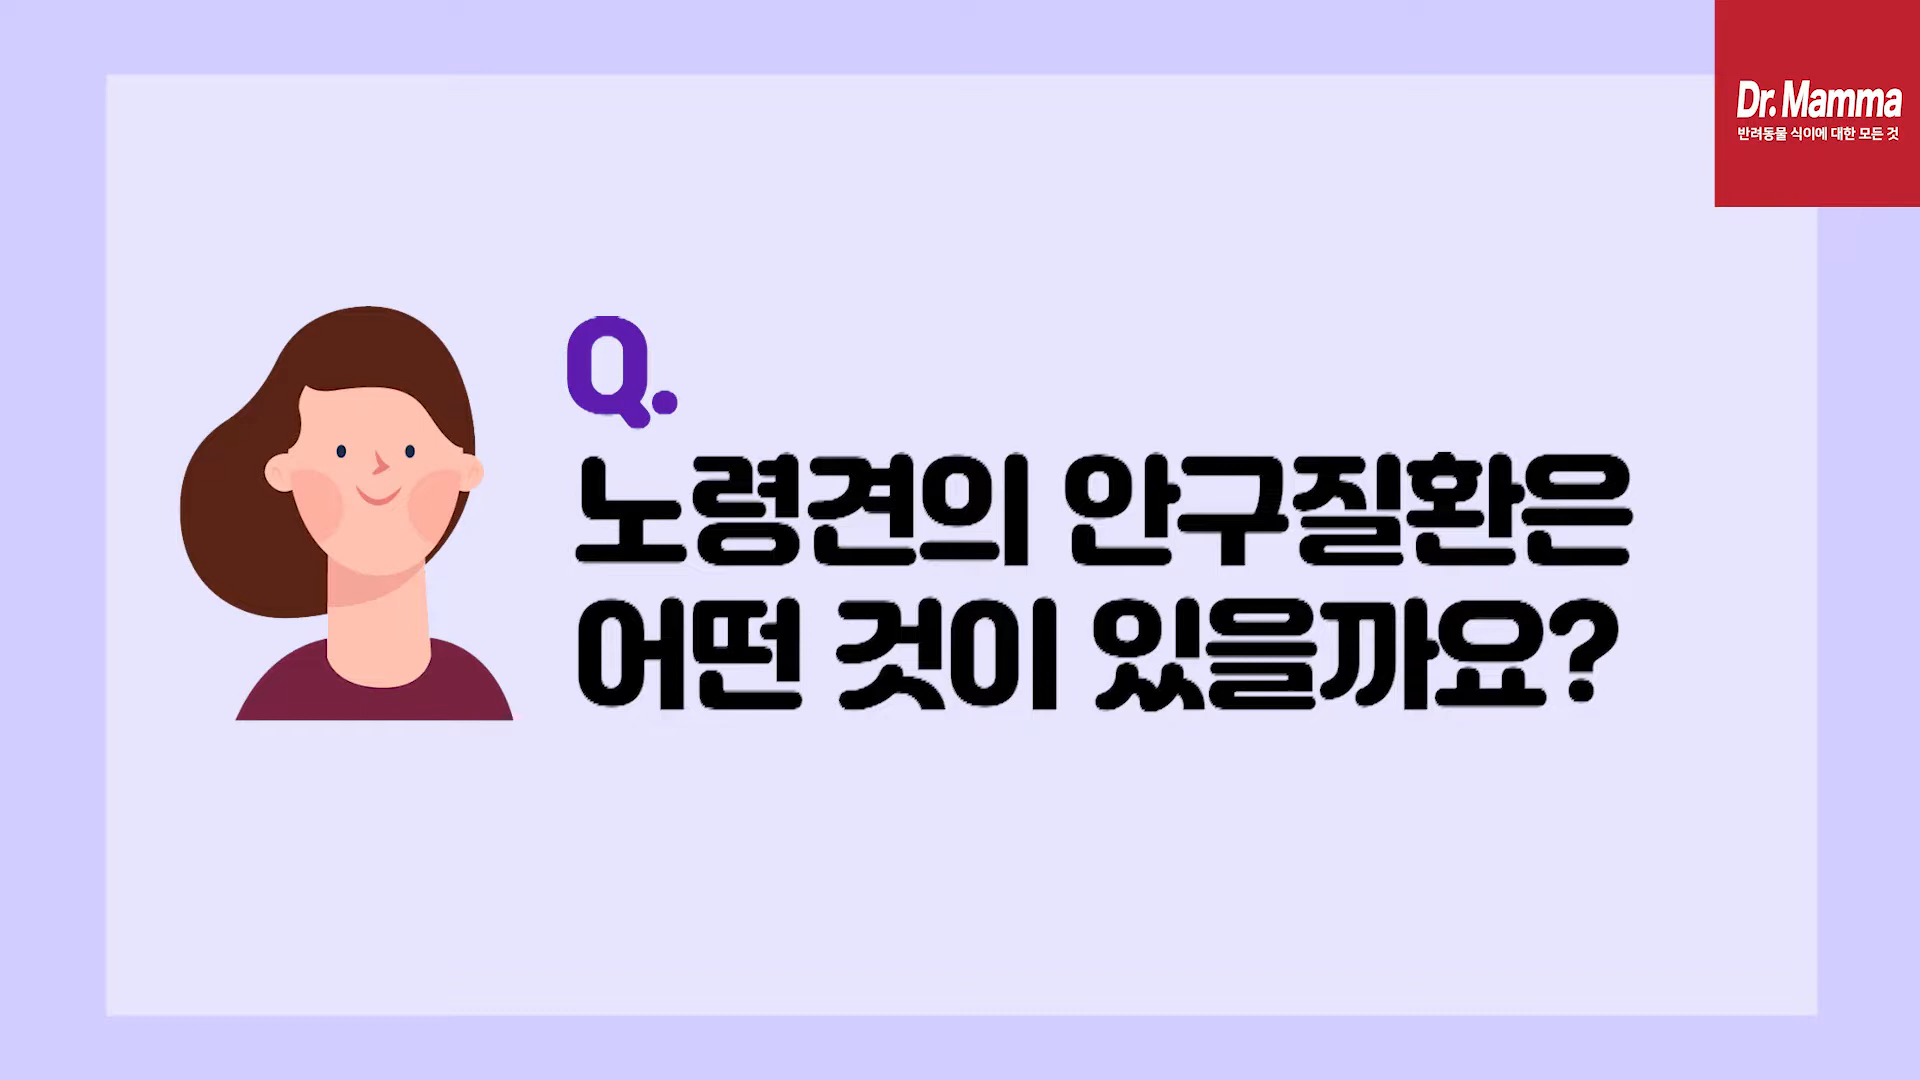 Dr. Mamma
반려동물 식이에 대한 모든 것
Q.
노령견의 안구질환은
어떤 것이 있을까요?